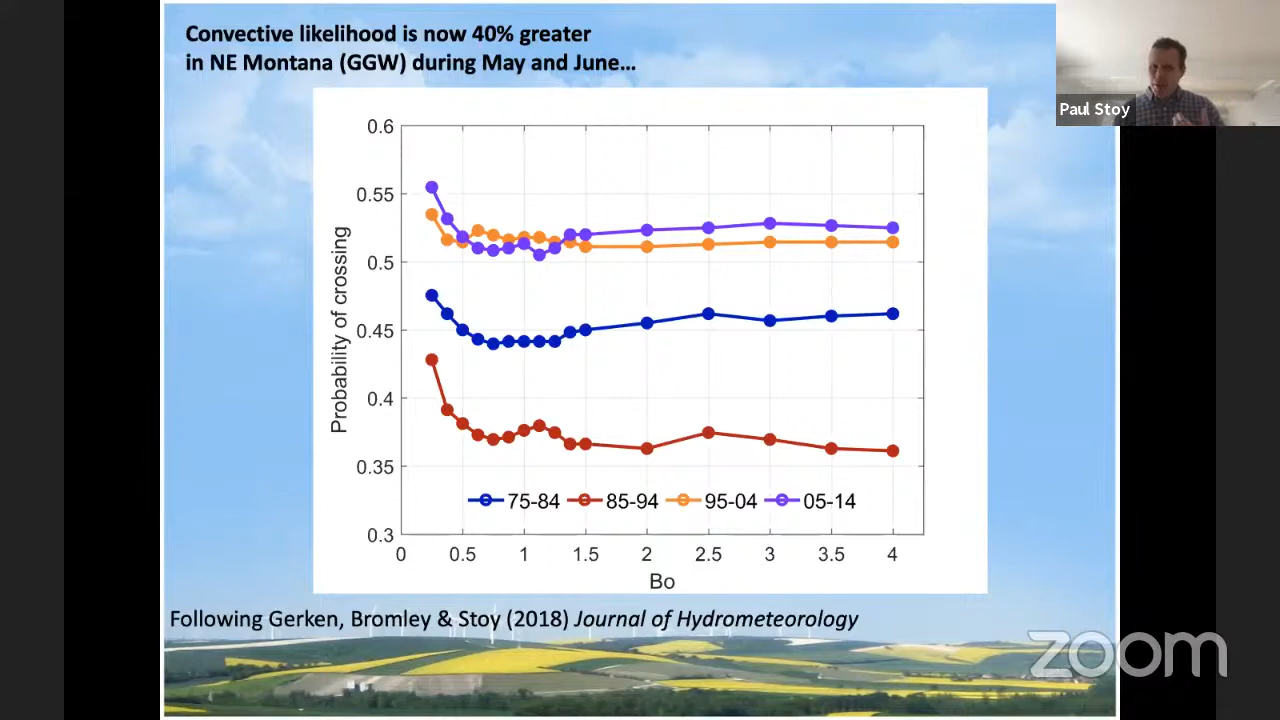 Convective likelihood is now 40% greater
in NE Montana (GGW) during May and June…
Paul Stoy
Probability of crossing
0.6
0.55
0.5
0.45
0.4
0.35
0.3
75-84 85-94 95-04 05-14
0 0.5 1 1.5 2 2.5 3 3.5 4
Bo
Following Gerken, Bromley & Stoy (2018) Journal of Hydrometeorology
zoom